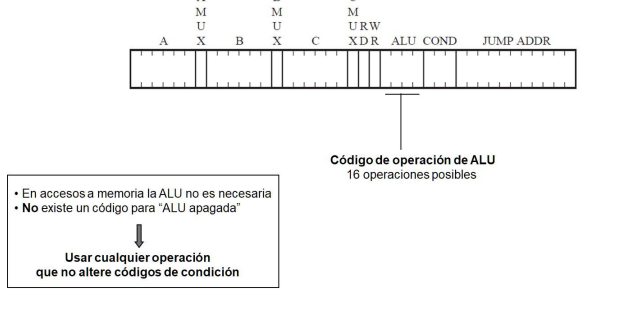 A B C
M M M
U U U R W
A X B X C X D R ALU COND JUMP ADDR
Código de operación de ALU
16 operaciones posibles
• En accesos a memoria la ALU no es necesaria
• No existe un código para “ALU apagada”
Usar cualquier operación
que no altere códigos de condición